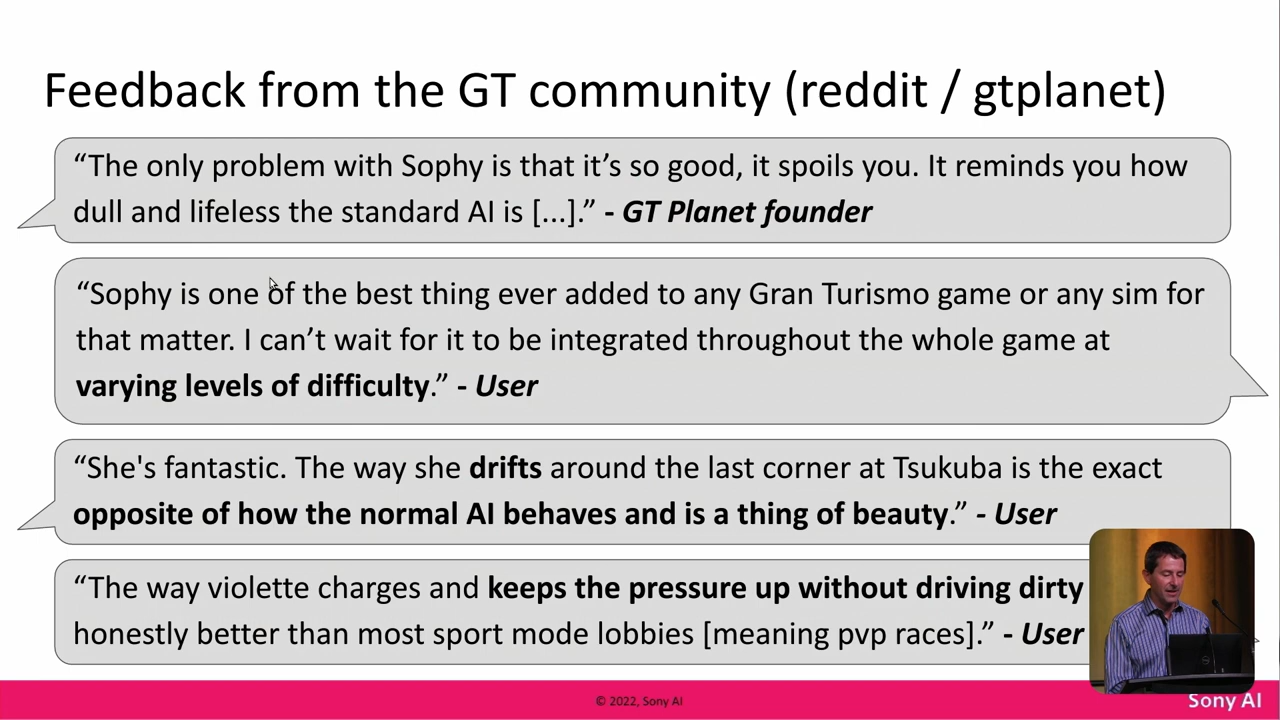 Feedback from the GT community (reddit / gtplanet)
“The only problem with Sophy is that it’s so good, it spoils you. It reminds you how
dull and lifeless the standard AI is [...].” - GT Planet founder
“Sophy is one of the best thing ever added to any Gran Turismo game or any sim for
that matter. I can’t wait for it to be integrated throughout the whole game at
varying levels of difficulty.” - User
“She's fantastic. The way she drifts around the last corner at Tsukuba is the exact
opposite of how the normal AI behaves and is a thing of beauty.” - User
“The way violette charges and keeps the pressure up without driving dirty
honestly better than most sport mode lobbies [meaning pvp races].” - User
© 2022, Sony AI
Sony AI